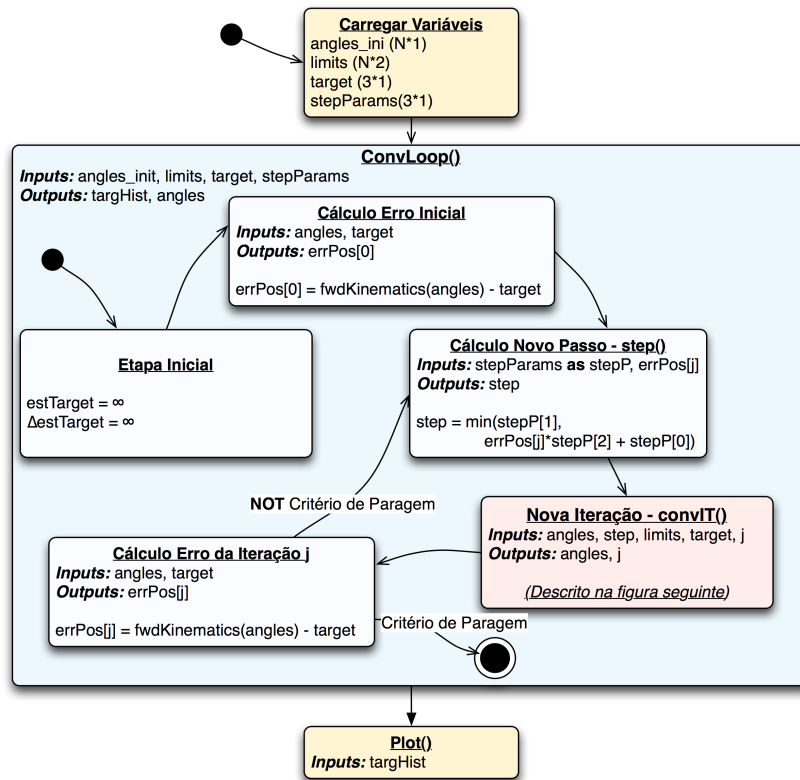 Carregar Variáveis
angles_ini (N*1)
limits (N*2)
target (3*1)
stepParams(3*1)
ConvLoop()
Inputs: angles_init, limits, target, stepParams
Outputs: targHist, angles
Cálculo Erro Inicial
Inputs: angles, target
Outputs: errPos[0]
errPos[0] = fwdKinematics(angles) - target
Etapa Inicial
estTarget = ∞
ΔestTarget = ∞
Cálculo Novo Passo - step()
Inputs: stepParams as stepP, errPos[j]
Outputs: step
step = min(stepP[1],
errPos[j]*stepP[2] + stepP[0])
NOT Critério de Paragem
Nova Iteração - convIT()
Inputs: angles, step, limits, target, j
Outputs: angles, j
(Descrito na figura seguinte)
Cálculo Erro da Iteração j
Inputs: angles, target
Outputs: errPos[j]
errPos[j] = fwdKinematics(angles) - target
Critério de Paragem
Plot()
Inputs: targHist